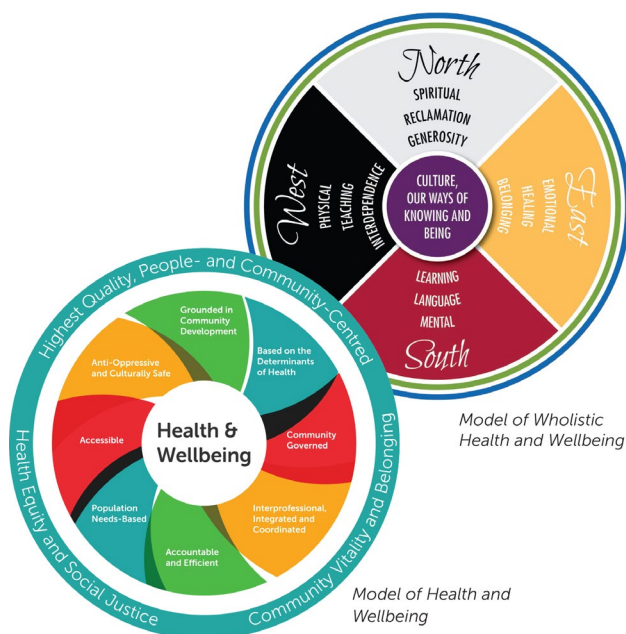 North
SPIRITUAL
RECLAMATION
GENEROSITY
West
PHYSICAL
TEACHING
INTERDEPENDENCE
CULTURE,
OUR WAYS OF
KNOWING AND
BEING
East
EMOTIONAL
HEALING
BELONGING
LEARNING
LANGUAGE
MENTAL
South
Model of Wholistic
Health and Wellbeing
Highest Quality, People- and Community-Centred
Grounded in
Community
Development
Based on the
Determinants
of Health
Community
Governed
Interprofessional,
Integrated and
Coordinated
Accountable
and Efficient
Population
Needs-Based
Accessible
Anti-Oppressive
and Culturally Safe
Health &
Wellbeing
Community Vitality and Belonging
Health Equity and Social Justice
Model of Health and
Wellbeing